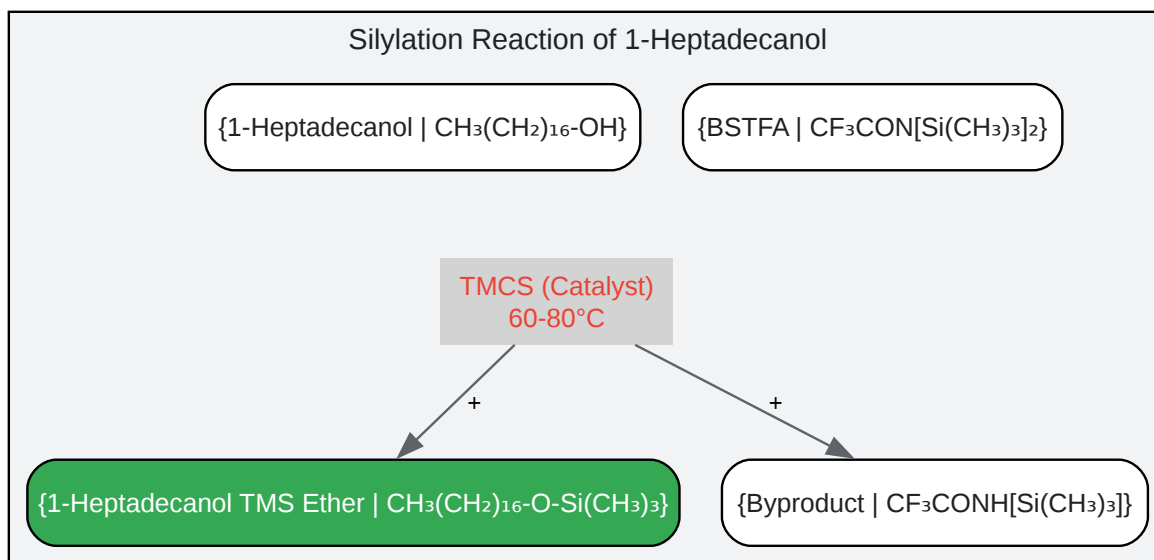 Silylation Reaction of 1-Heptadecanol
{1-Heptadecanol | CH₃(CH₂)₁₆-OH}
{BSTFA | CF₃CON[Si(CH₃)₃]₂}
TMCS (Catalyst)
60-80°C
+
+
{1-Heptadecanol TMS Ether | CH₃(CH₂)₁₆-O-Si(CH₃)₃}
{Byproduct | CF₃CONH[Si(CH₃)₃]}